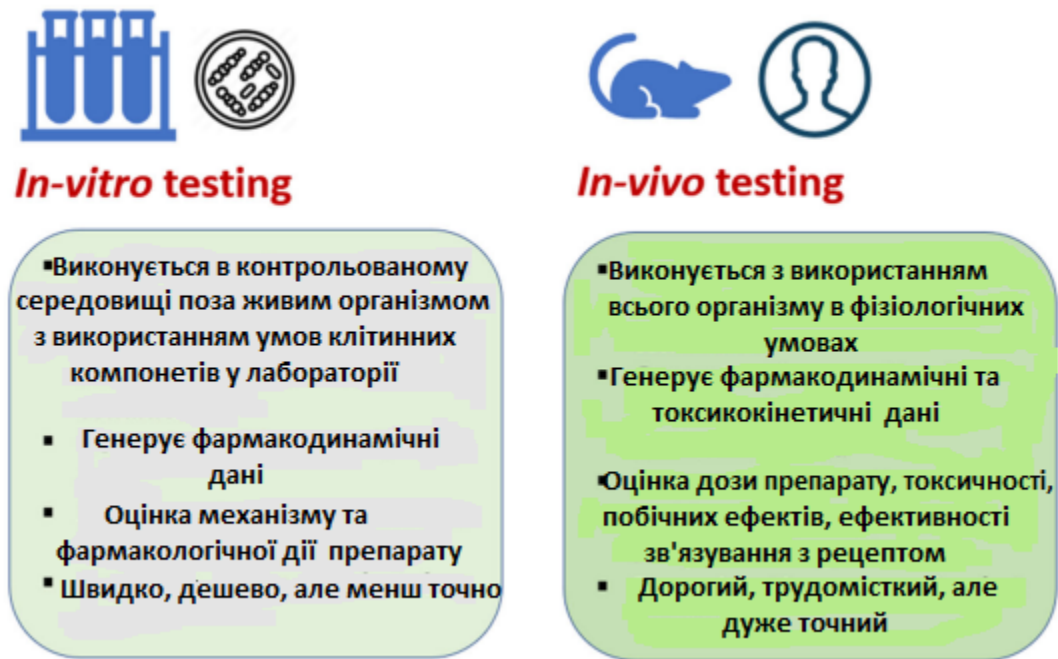 In-vitro testing
▪Виконується в контрольованому
середовищі поза живим організмом
з використанням умов клітинних
компонетів у лабораторії
▪ Генерує фармакодинамічні
дані
▪ Оцінка механізму та
фармакологічної дії препарату
▪ Швидко, дешево, але менш точно
In-vivo testing
▪Виконується з використанням
всього організму в фізіологічних
умовах
▪Генерує фармакодинамічні та
токсикокінетичні дані
▪Оцінка дози препарату, токсичності,
побічних ефектів, ефективності
зв'язування з рецептом
▪ Дорогий, трудомісткий, але
дуже точний